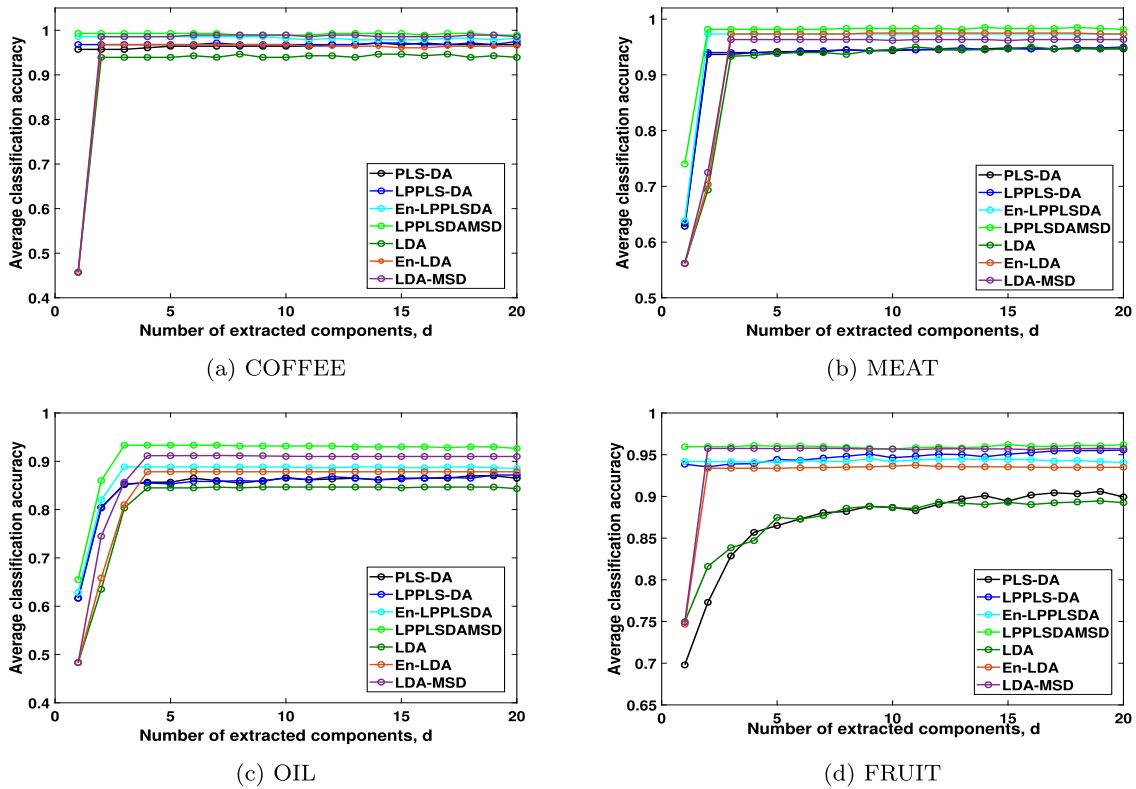 Average classification accuracy
1
0.9
0.8
0.7
0.6
0.5
0.4
0 5 10 15 20
Number of extracted components, d
PLS-DA
LPPLS-DA
En-LPPLSDA
LPPLSDAMSD
LDA
En-LDA
LDA-MSD
(a) COFFEE
Average classification accuracy
1
0.9
0.8
0.7
0.6
0.5
0 5 10 15 20
Number of extracted components, d
PLS-DA
LPPLS-DA
En-LPPLSDA
LPPLSDAMSD
LDA
En-LDA
LDA-MSD
(b) MEAT
Average classification accuracy
1
0.9
0.8
0.7
0.6
0.5
0.4
0 5 10 15 20
Number of extracted components, d
PLS-DA
LPPLS-DA
En-LPPLSDA
LPPLSDAMSD
LDA
En-LDA
LDA-MSD
(c) OIL
Average classification accuracy
1
0.95
0.9
0.85
0.8
0.75
0.7
0.65
0 5 10 15 20
Number of extracted components, d
PLS-DA
LPPLS-DA
En-LPPLSDA
LPPLSDAMSD
LDA
En-LDA
LDA-MSD
(d) FRUIT